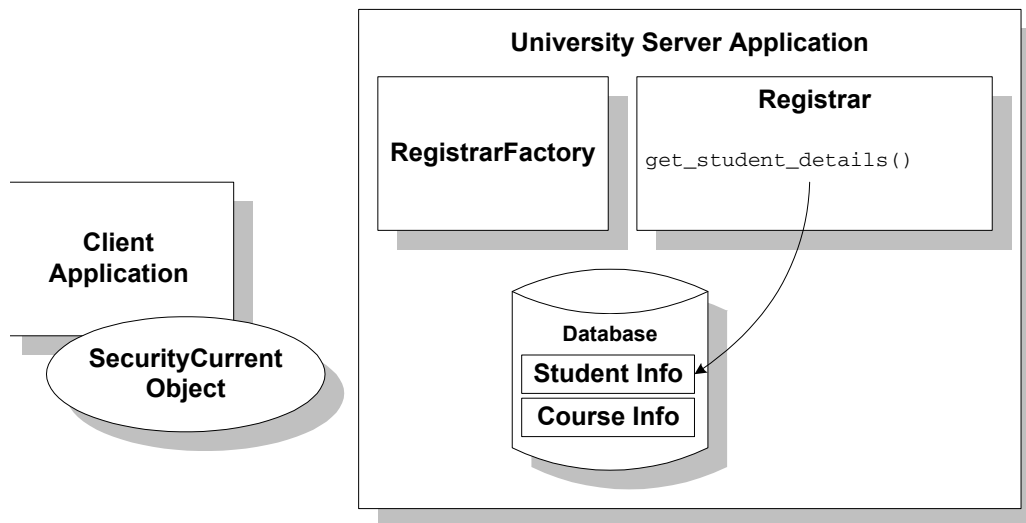 University Server Application
RegistrarFactory
Registrar
get_student_details()
Client
Application
SecurityCurrent
Object
Database
Student Info
Course Info